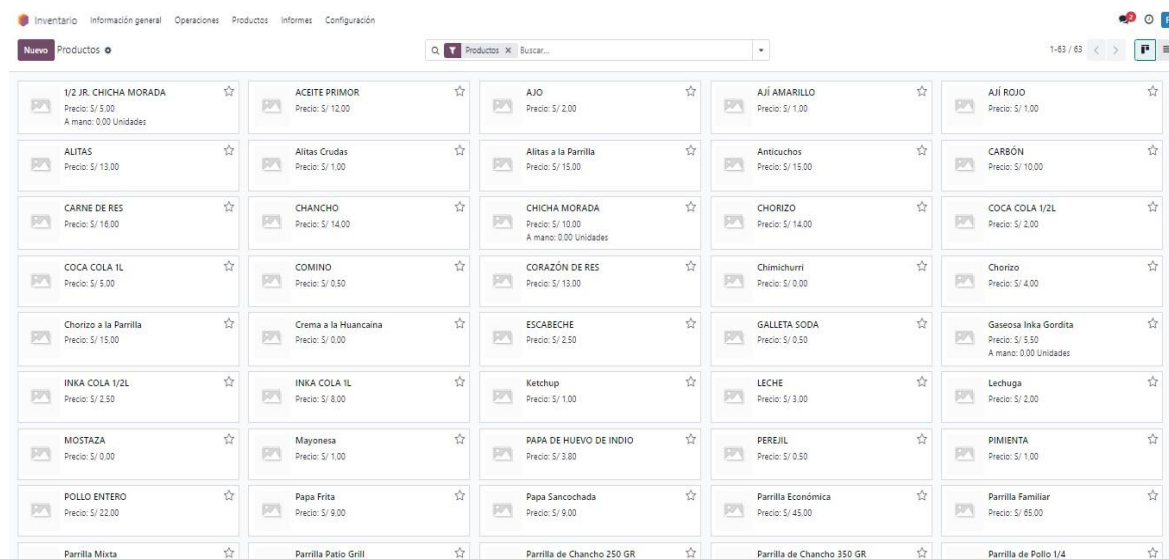 Inventario Información general Operaciones Productos Informes Configuración 2
Nuevo Productos Productos × Buscar... 1-63 / 63
1/2 JR. CHICHA MORADA
Precio: S/ 5,00
A mano: 0,00 Unidades
ACEITE PRIMOR
Precio: S/ 12,00
AJO
Precio: S/ 2,00
AJÍ AMARILLO
Precio: S/ 1,00
AJÍ ROJO
Precio: S/ 1,00
ALITAS
Precio: S/ 13,00
Alitas Crudas
Precio: S/ 1,00
Alitas a la Parrilla
Precio: S/ 15,00
Anticuchos
Precio: S/ 15,00
CARBÓN
Precio: S/ 10,00
CARNE DE RES
Precio: S/ 16,00
CHANCHO
Precio: S/ 14,00
CHICHA MORADA
Precio: S/ 10,00
A mano: 0,00 Unidades
CHORIZO
Precio: S/ 14,00
COCA COLA 1/2L
Precio: S/ 2,00
COCA COLA 1L
Precio: S/ 5,00
COMINO
Precio: S/ 0,50
CORAZÓN DE RES
Precio: S/ 13,00
Chimichurri
Precio: S/ 0,00
Chorizo
Precio: S/ 4,00
Chorizo a la Parrilla
Precio: S/ 15,00
Crema a la Huancaina
Precio: S/ 0,00
ESCABECHE
Precio: S/ 2,50
GALLETA SODA
Precio: S/ 0,50
Gaseosa Inka Gordita
Precio: S/ 5,50
A mano: 0,00 Unidades
INKA COLA 1/2L
Precio: S/ 2,50
INKA COLA 1L
Precio: S/ 8,00
Ketchup
Precio: S/ 1,00
LECHE
Precio: S/ 3,00
Lechuga
Precio: S/ 2,00
MOSTAZA
Precio: S/ 0,00
Mayonesa
Precio: S/ 1,00
PAPA DE HUEVO DE INDIO
Precio: S/ 3,80
PEREJIL
Precio: S/ 0,50
PIMIENTA
Precio: S/ 1,00
POLLO ENTERO
Precio: S/ 22,00
Papa Frita
Precio: S/ 9,00
Papa Sancochada
Precio: S/ 9,00
Parrilla Económica
Precio: S/ 45,00
Parrilla Familiar
Precio: S/ 65,00
Parrilla Mixta
Parrilla Patio Grill
Parrilla de Chancho 250 GR
Parrilla de Chancho 350 GR
Parrilla de Pollo 1/4